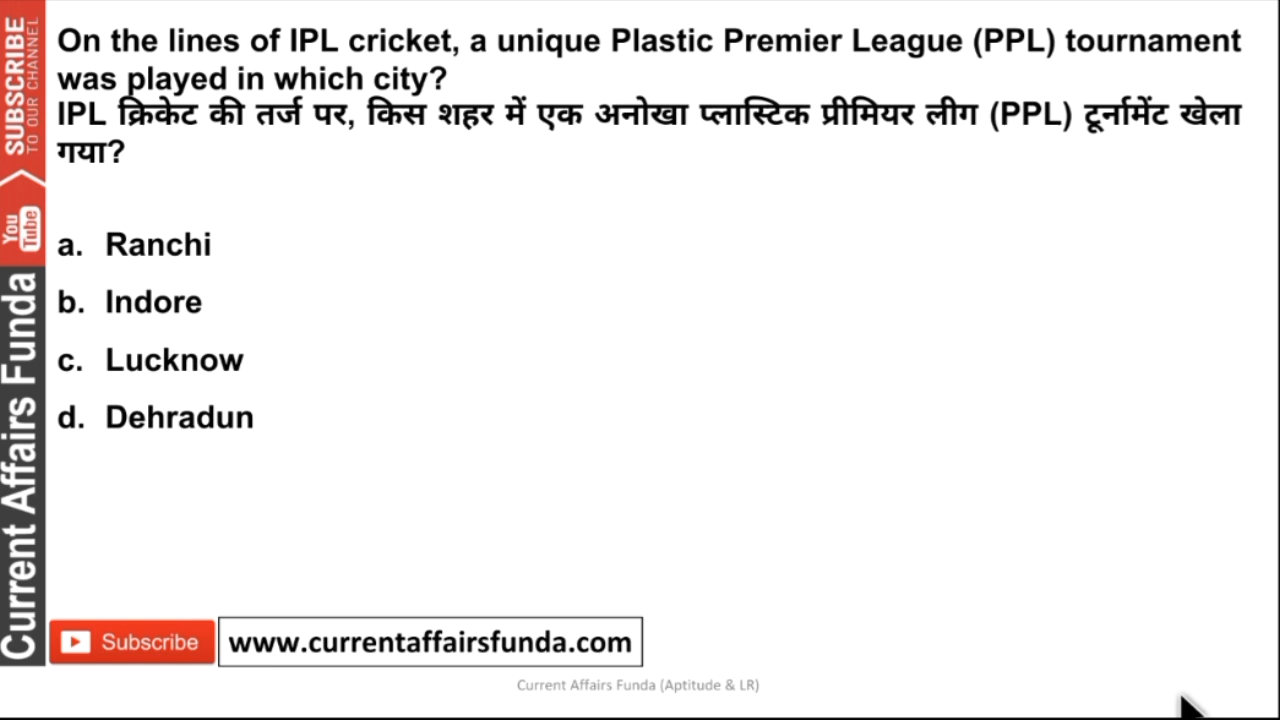 On the lines of IPL cricket, a unique Plastic Premier League (PPL) tournament
was played in which city?
IPL क्रिकेट की तर्ज पर, किस शहर में एक अनोखा प्लास्टिक प्रीमियर लीग (PPL) टूर्नामेंट खेला
गया?
a. Ranchi
b. Indore
c. Lucknow
d. Dehradun
SUBSCRIBE
TO OUR CHANNEL
You
Tube
Current Affairs Funda
Subscribe
www.currentaffairsfunda.com
Current Affairs Funda (Aptitude & LR)